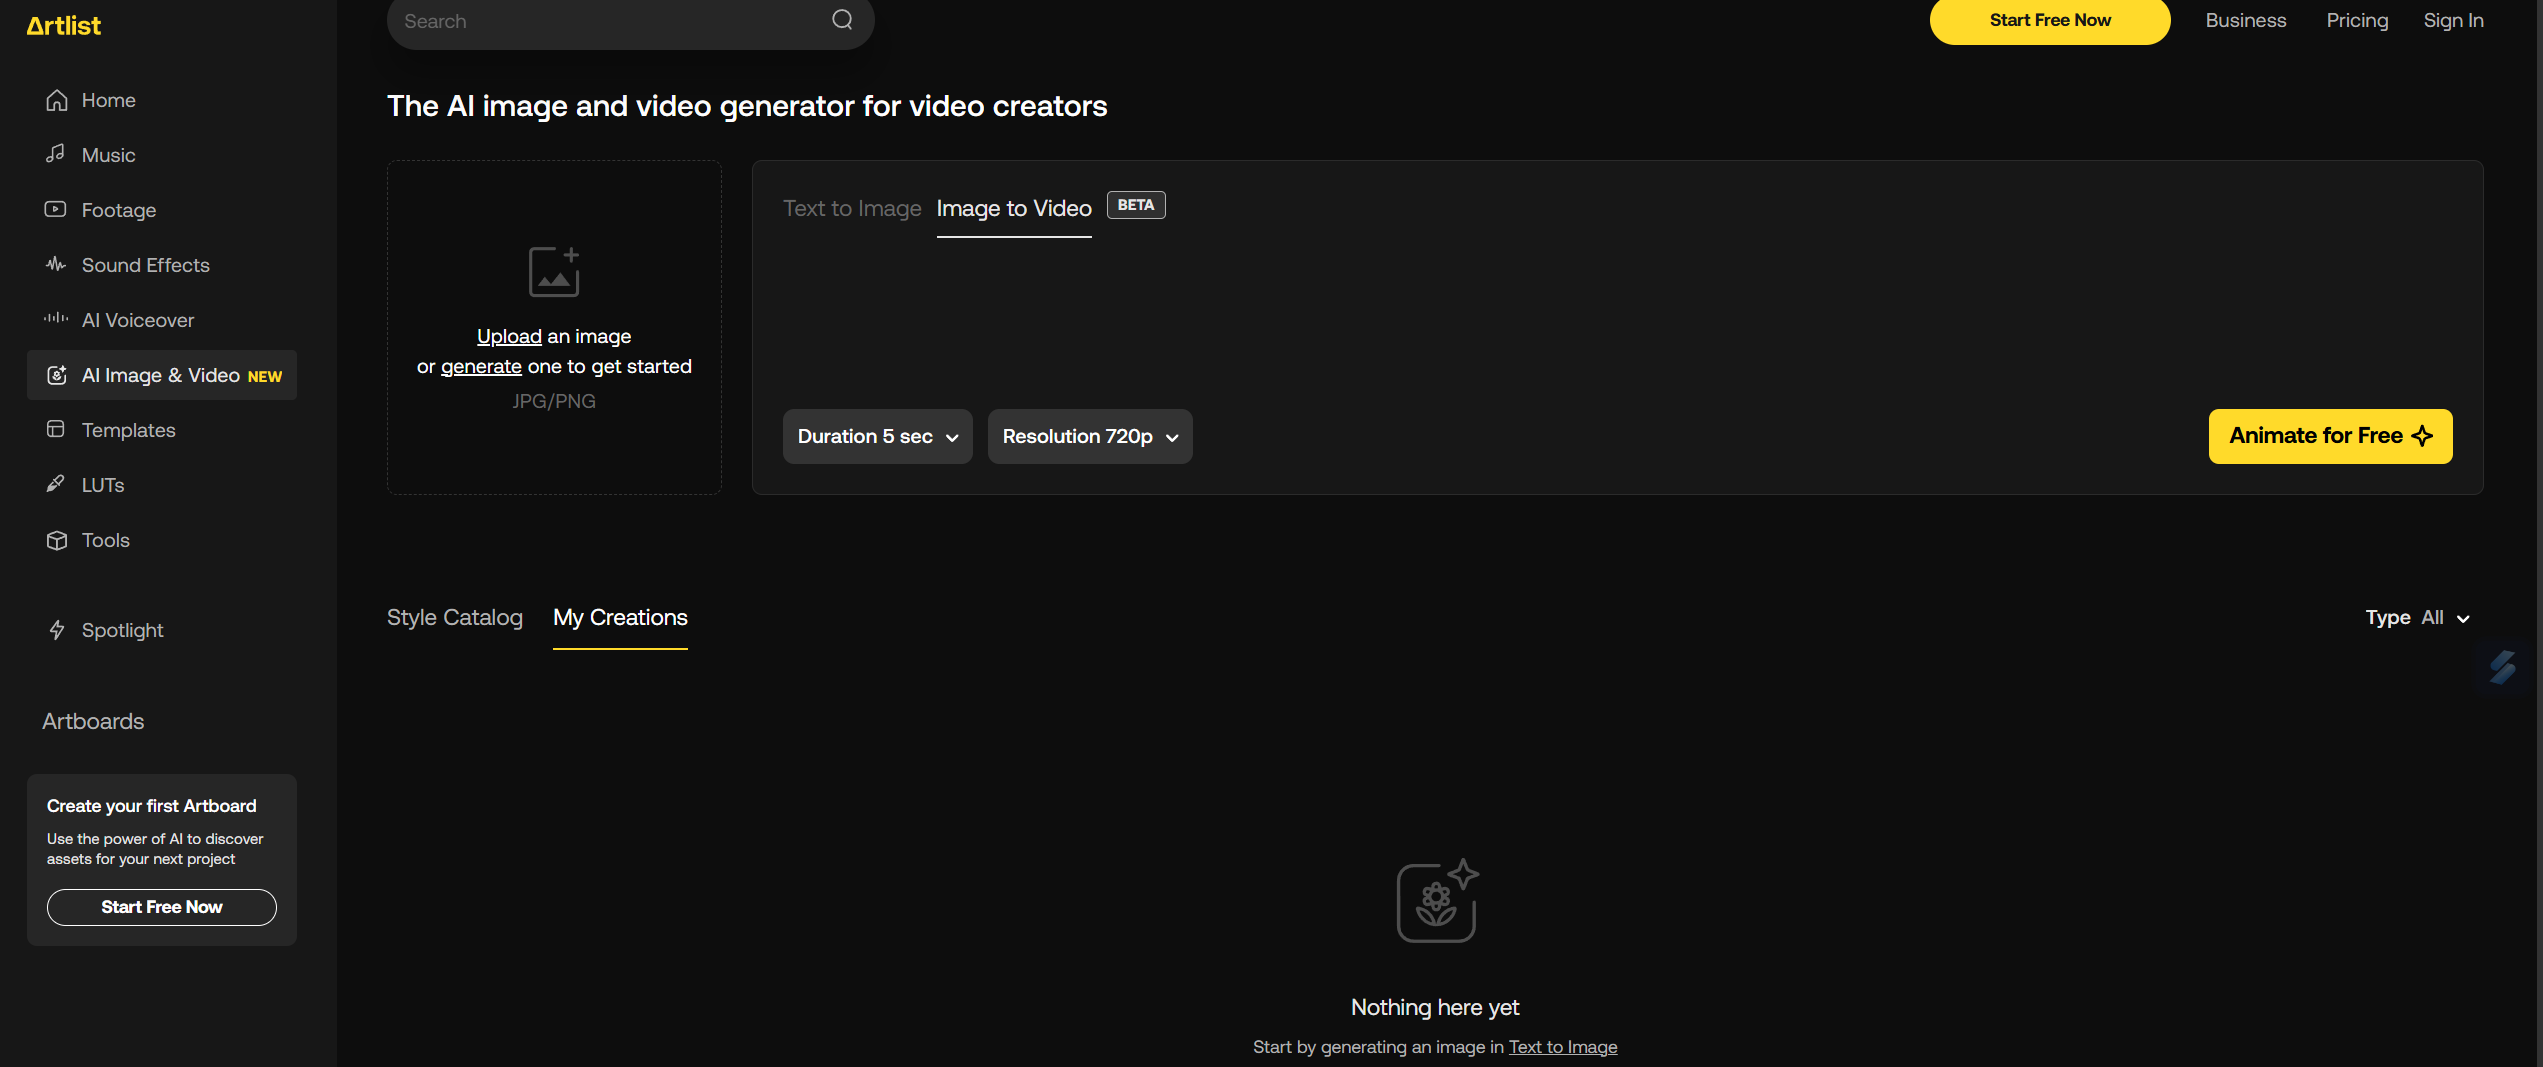 Artlist
Search
Start Free Now
Business
Pricing
Sign In
Home
Music
Footage
Sound Effects
AI Voiceover
AI Image & Video NEW
Templates
LUTs
Tools
Spotlight
Artboards
Create your first Artboard
Use the power of AI to discover
assets for your next project
Start Free Now
The AI image and video generator for video creators
Upload an image
or generate one to get started
JPG/PNG
Text to Image
Image to Video
BETA
Duration 5 sec
Resolution 720p
Animate for Free
Style Catalog
My Creations
Type All
Nothing here yet
Start by generating an image in Text to Image